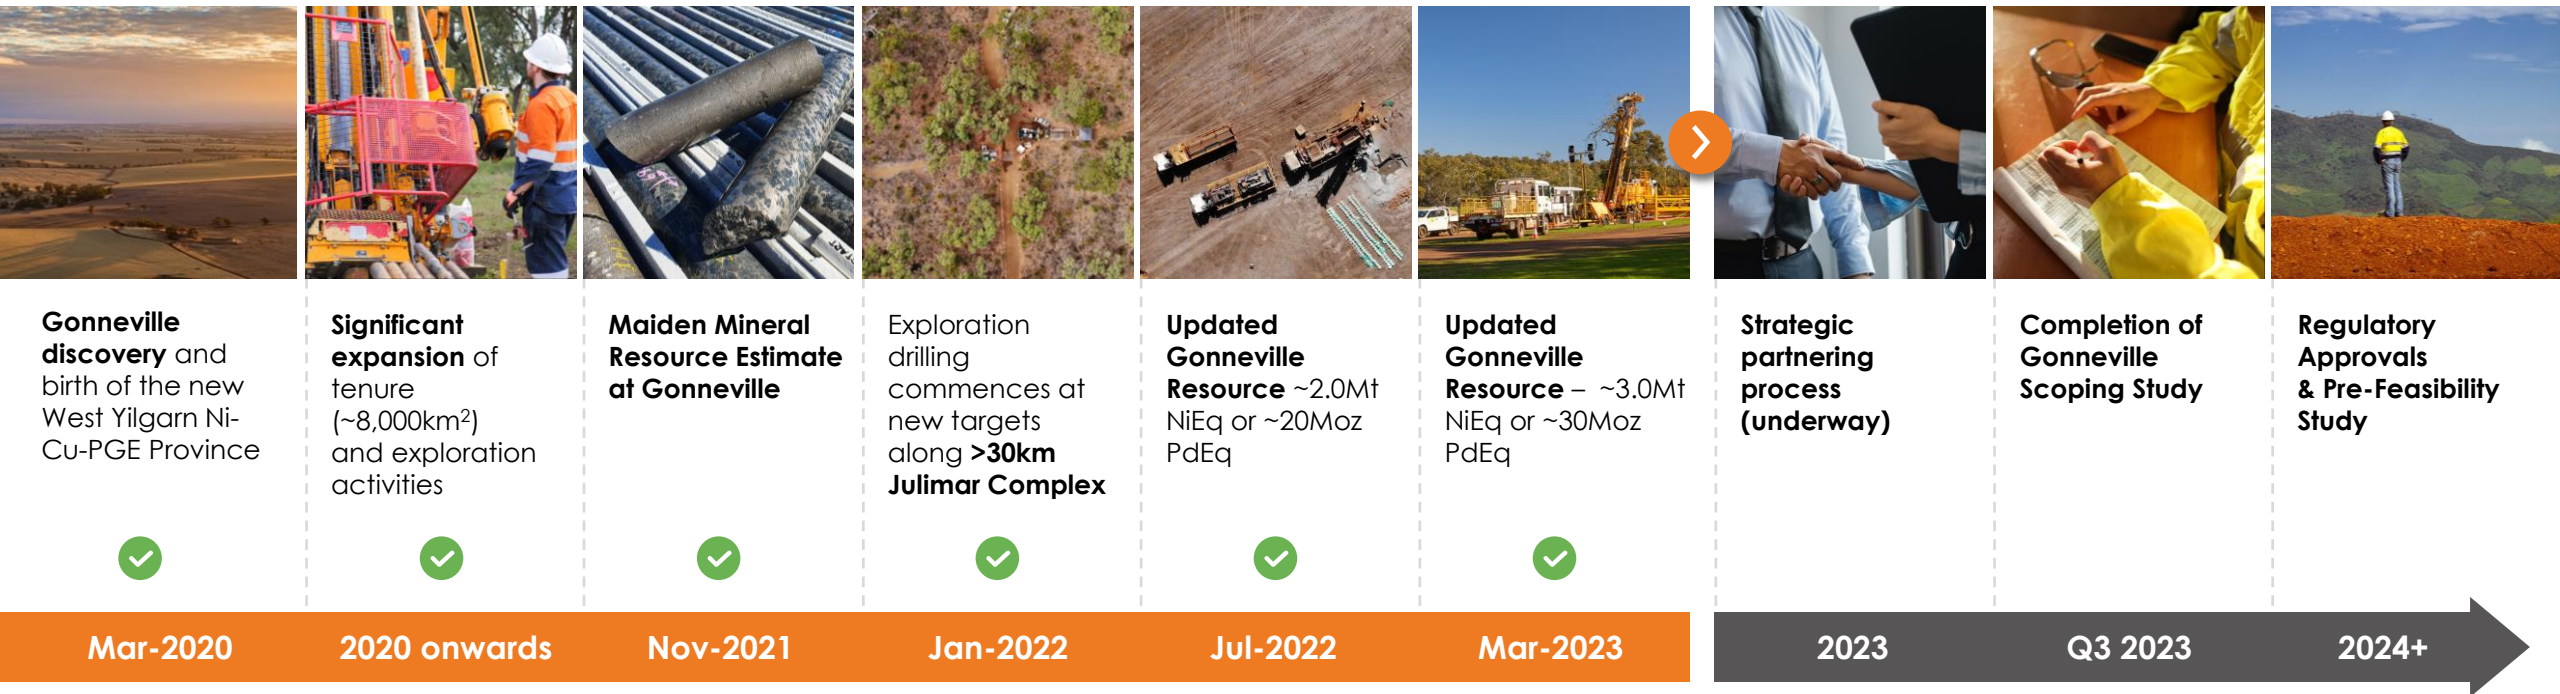 Gonneville
discovery and
birth of the new
West Yilgarn Ni-
Cu-PGE Province
Significant
expansion of
tenure
(~8,000km²)
and exploration
activities
Maiden Mineral
Resource Estimate
at Gonneville
Exploration
drilling
commences at
new targets
along >30km
Julimar Complex
Updated
Gonneville
Resource ~2.0Mt
NiEq or ~20Moz
PdEq
Updated
Gonneville
Resource – ~3.0Mt
NiEq or ~30Moz
PdEq
Strategic
partnering
process
(underway)
Completion of
Gonneville
Scoping Study
Regulatory
Approvals
& Pre-Feasibility
Study
Mar-2020
2020 onwards
Nov-2021
Jan-2022
Jul-2022
Mar-2023
2023
Q3 2023
2024+